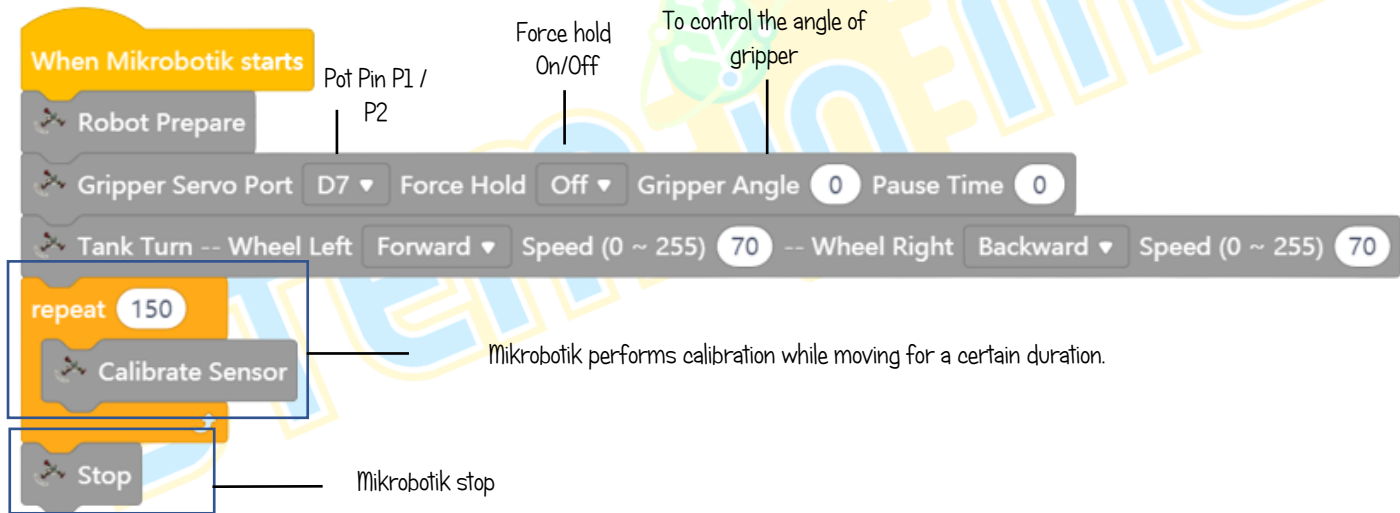 When Mikrobotik starts
Pot Pin P1 /
P2
Force hold
On/Off
To control the angle of
gripper
Robot Prepare
Gripper Servo Port D7 Force Hold Off Gripper Angle 0 Pause Time 0
Tank Turn -- Wheel Left Forward Speed (0 ~ 255) 70 -- Wheel Right Backward Speed (0 ~ 255) 70
repeat 150
Calibrate Sensor
Mikrobotik performs calibration while moving for a certain duration.
Stop
Mikrobotik stop